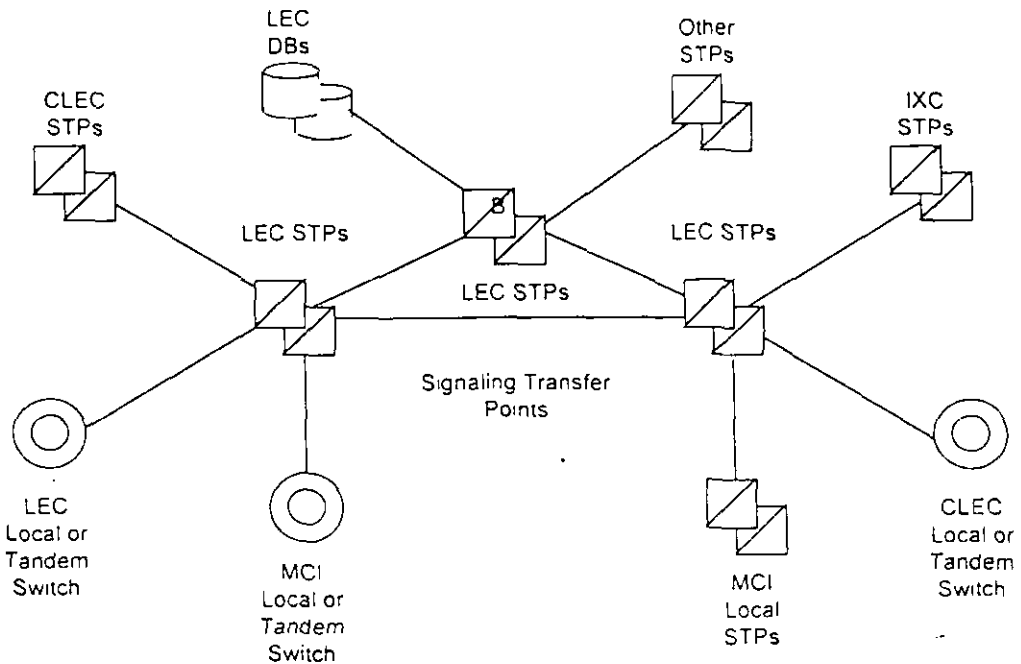 LEC
DBs
Other
STPs
CLEC
STPs
IXC
STPs
B
LEC STPs
LEC STPs
LEC STPs
Signaling Transfer
Points
LEC
Local or
Tandem
Switch
MCI
Local or
Tandem
Switch
MCI
Local
STPs
CLEC
Local or
Tandem
Switch